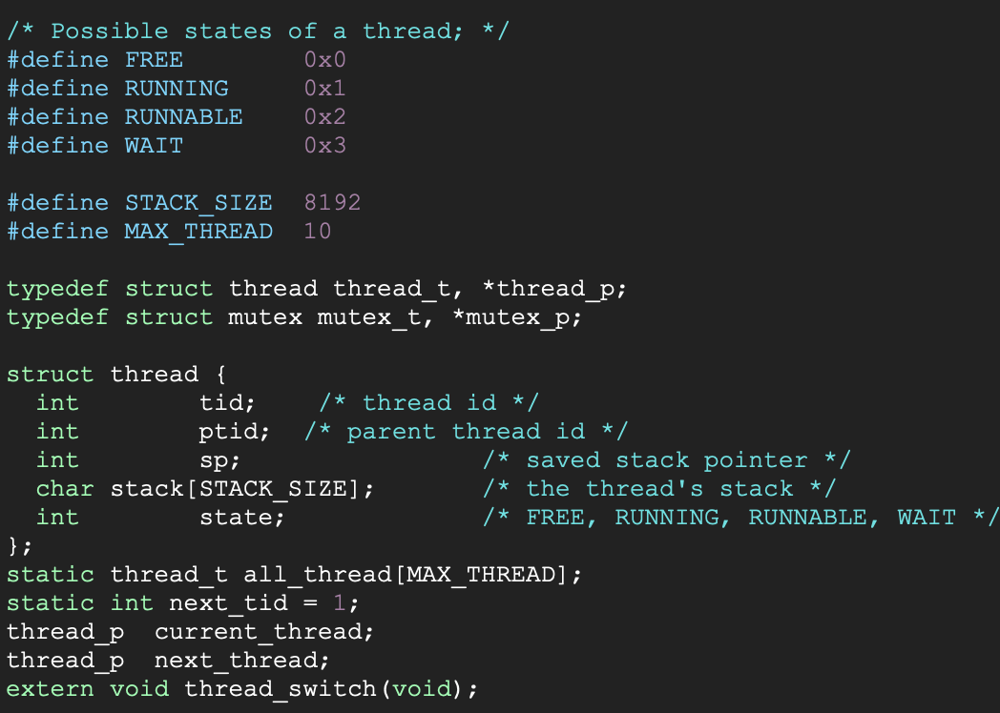 /* Possible states of a thread; */
#define FREE        0x0
#define RUNNING     0x1
#define RUNNABLE    0x2
#define WAIT        0x3

#define STACK_SIZE  8192
#define MAX_THREAD  10

typedef struct thread thread_t, *thread_p;
typedef struct mutex mutex_t, *mutex_p;

struct thread {
  int        tid;    /* thread id */
  int        ptid;  /* parent thread id */
  int        sp;                /* saved stack pointer */
  char stack[STACK_SIZE];       /* the thread's stack */
  int        state;             /* FREE, RUNNING, RUNNABLE, WAIT */
};
static thread_t all_thread[MAX_THREAD];
static int next_tid = 1;
thread_p  current_thread;
thread_p  next_thread;
extern void thread_switch(void);